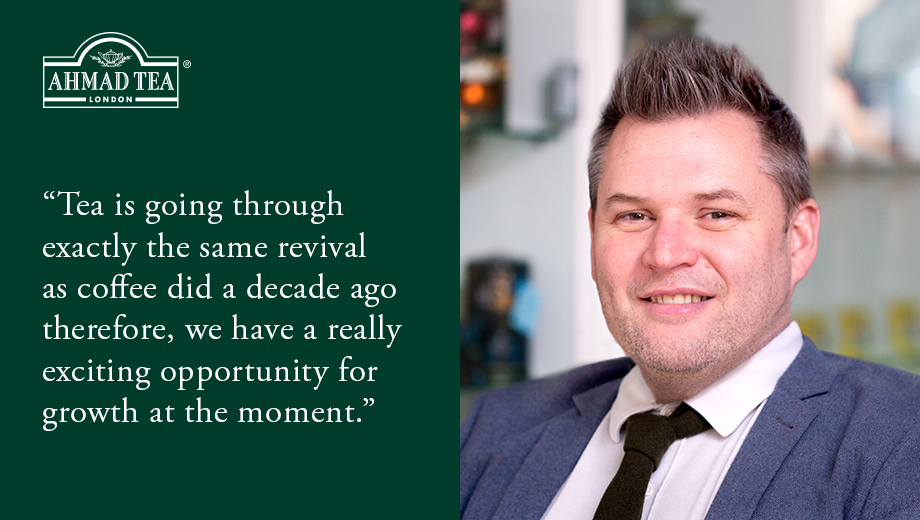 AHMAD TEA®
LONDON
“Tea is going through
exactly the same revival
as coffee did a decade ago
therefore, we have a really
exciting opportunity for
growth at the moment.”